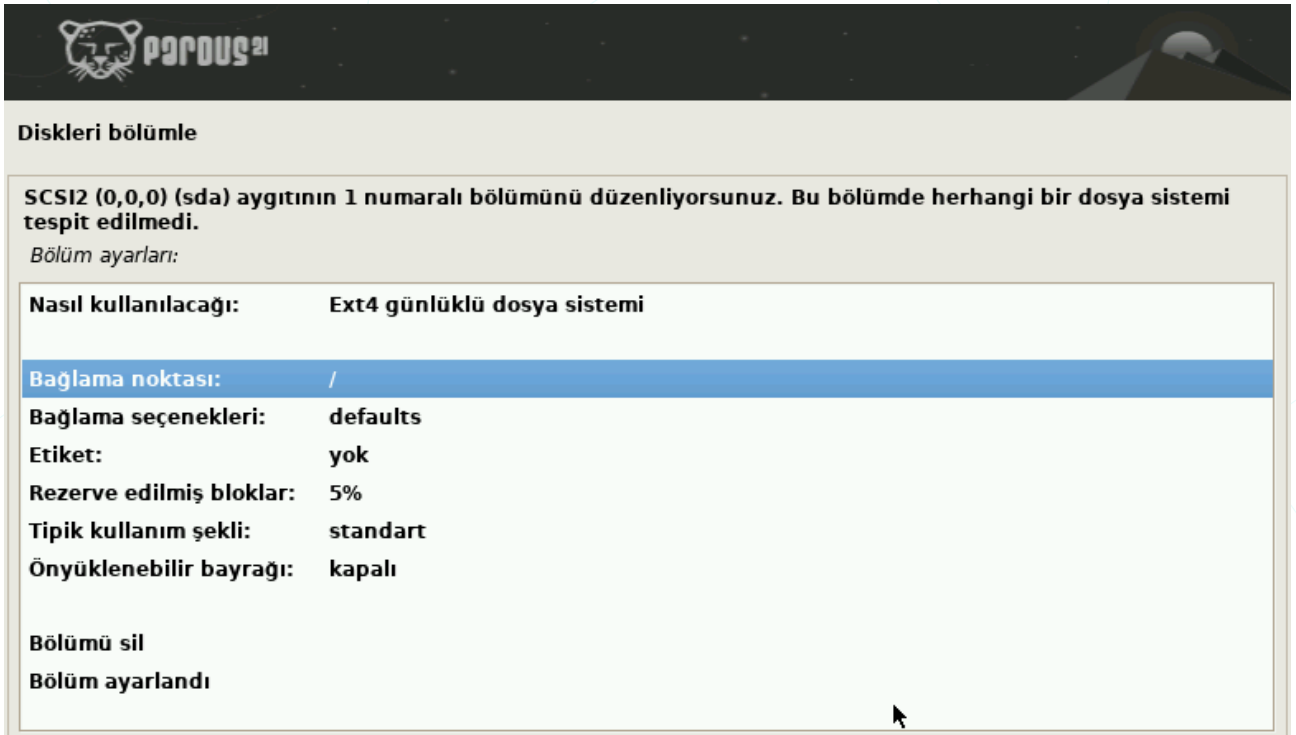 Pardus 21
Diskleri bölümle
SCSI2 (0,0,0) (sda) aygıtının 1 numaralı bölümünü düzenliyorsunuz. Bu bölümde herhangi bir dosya sistemi
tespit edilmedi.
Bölüm ayarları:
Nasıl kullanılacağı: Ext4 günlüklü dosya sistemi
Bağlama noktası: /
Bağlama seçenekleri: defaults
Etiket: yok
Rezerve edilmiş bloklar: 5%
Tipik kullanım şekli: standart
Önyüklenebilir bayrağı: kapalı
Bölümü sil
Bölüm ayarlandı